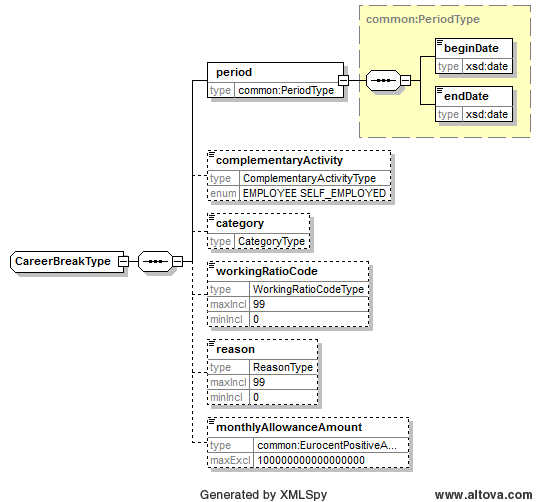 common:PeriodType
beginDate
type xsd:date
endDate
type xsd:date
period
type common:PeriodType
complementaryActivity
type ComplementaryActivityType
enum EMPLOYEE SELF_EMPLOYED
category
type CategoryType
CareerBreakType
workingRatioCode
type WorkingRatioCodeType
maxIncl 99
minIncl 0
reason
type ReasonType
maxIncl 99
minIncl 0
monthlyAllowanceAmount
type common:EurocentPositiveA...
maxExcl 100000000000000000
Generated by XMLSpy www.altova.com